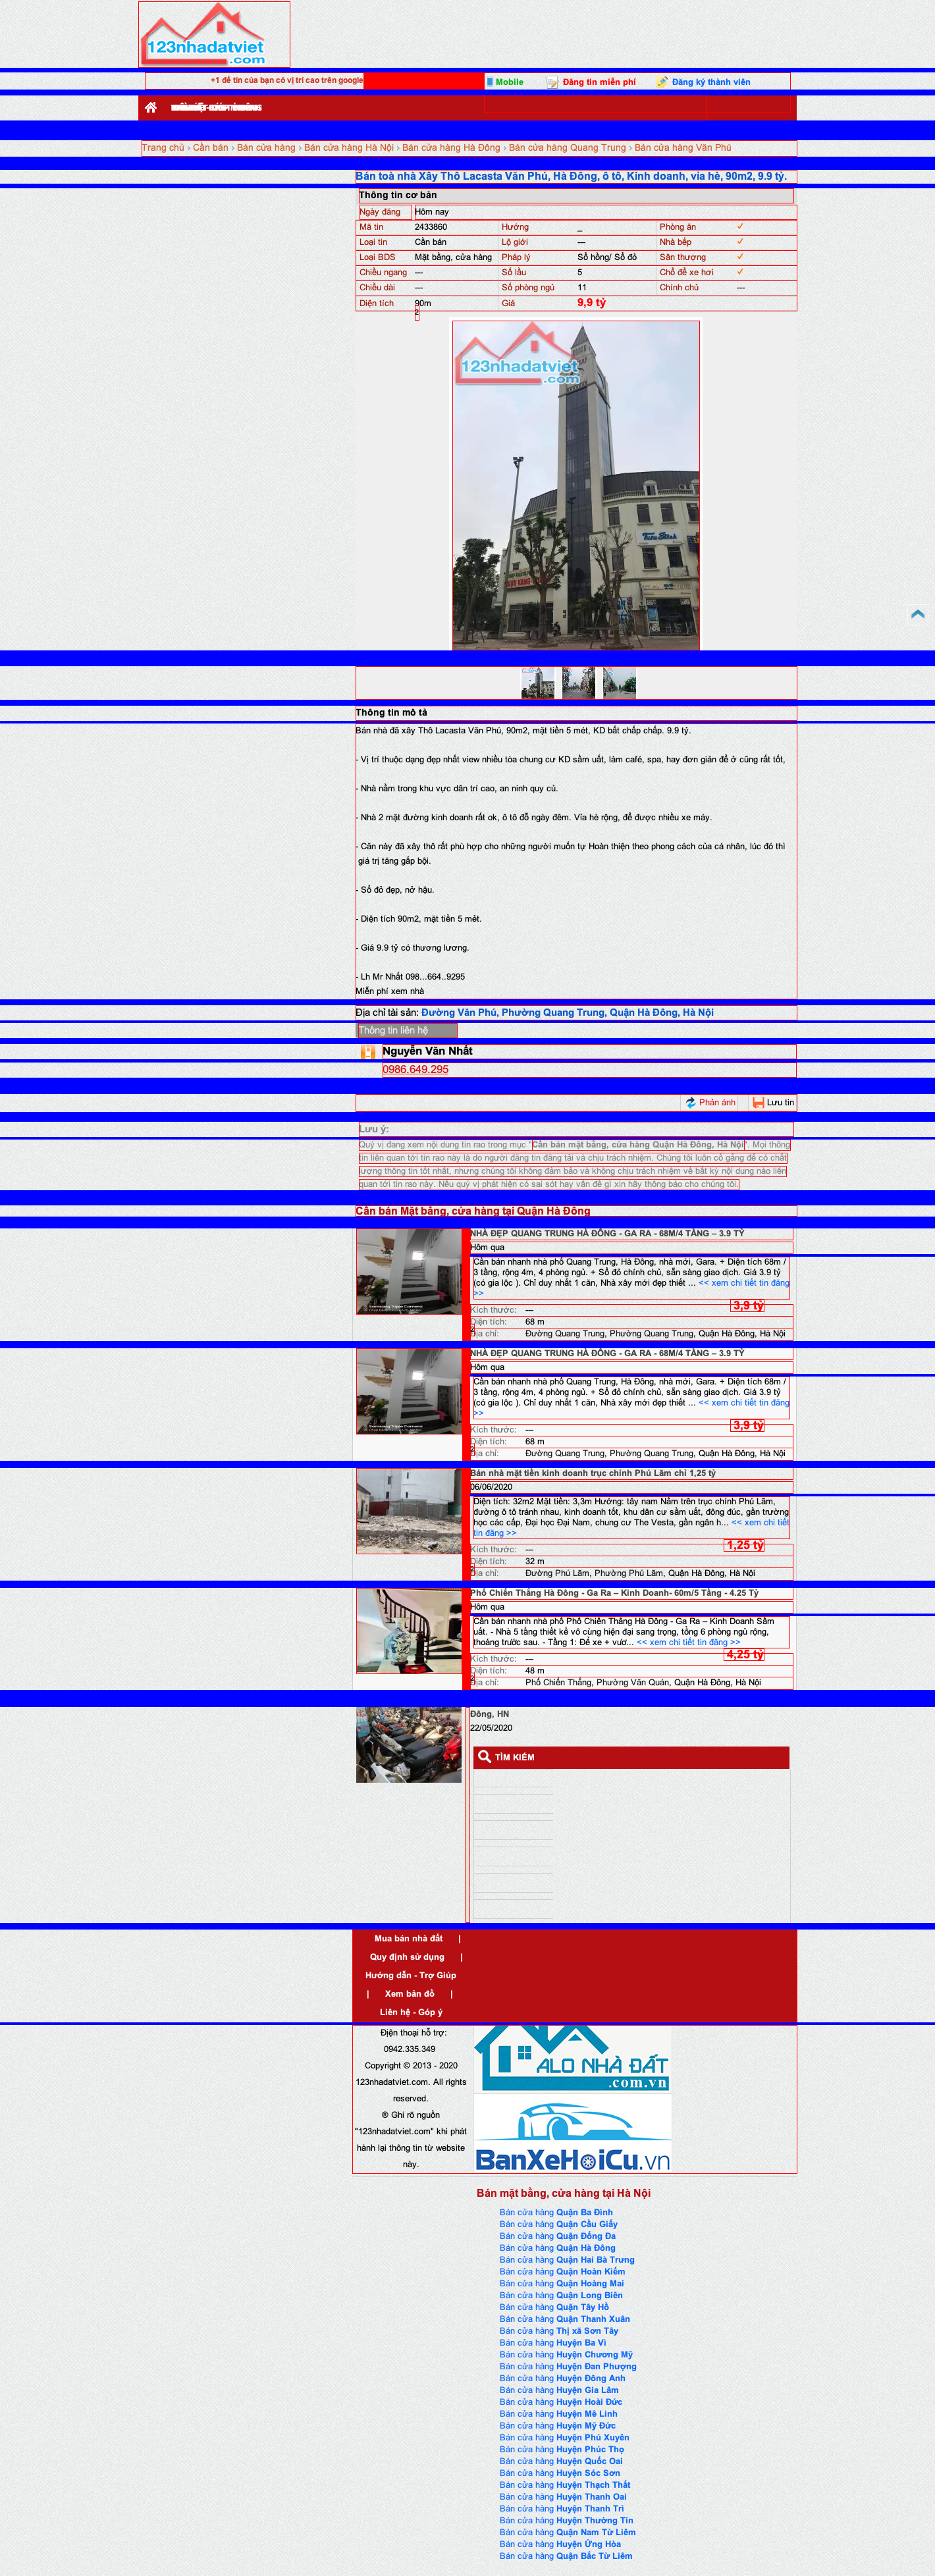 123nhadatviet
.com
+1 để tin của bạn có vị trí cao trên google
Mobile
Đăng tin miễn phí
Đăng ký thành viên
Trang chủ › Cần bán › Bán cửa hàng › Bán cửa hàng Hà Nội › Bán cửa hàng Hà Đông › Bán cửa hàng Quang Trung › Bán cửa hàng Văn Phú
Bán toà nhà Xây Thô Lacasta Văn Phú, Hà Đông, ô tô, Kinh doanh, vỉa hè, 90m2, 9.9 tỷ.
Thông tin cơ bản
Ngày đăng Hôm nay
Mã tin 2433860 Hướng _ Phòng ăn ✓
Loại tin Cần bán Lộ giới --- Nhà bếp ✓
Loại BDS Mặt bằng, cửa hàng Pháp lý Sổ hồng/ Sổ đỏ Sân thượng ✓
Chiều ngang --- Số lầu 5 Chổ để xe hơi ✓
Chiều dài --- Số phòng ngủ 11 Chính chủ ---
Diện tích 90m2 Giá 9,9 tỷ
123nhadatviet
.com
Thông tin mô tả
Bán nhà đã xây Thô Lacasta Văn Phú, 90m2, mặt tiền 5 mét, KD bất chấp chấp. 9.9 tỷ.
- Vị trí thuộc dạng đẹp nhất view nhiều tòa chung cư KD sầm uất, làm café, spa, hay đơn giản để ở cũng rất tốt,
- Nhà nằm trong khu vực dân trí cao, an ninh quy củ.
- Nhà 2 mặt đường kinh doanh rất ok, ô tô đỗ ngày đêm. Vỉa hè rộng, để được nhiều xe máy.
- Căn này đã xây thô rất phù hợp cho những người muốn tự Hoàn thiện theo phong cách của cá nhân, lúc đó thì
giá trị tăng gấp bội.
- Sổ đỏ đẹp, nở hậu.
- Diện tích 90m2, mặt tiền 5 mét.
- Giá 9.9 tỷ có thương lương.
- Lh Mr Nhất 098...664..9295
Miễn phí xem nhà
Địa chỉ tài sản: Đường Văn Phú, Phường Quang Trung, Quận Hà Đông, Hà Nội
Thông tin liên hệ
Nguyễn Văn Nhất
0986.649.295
Phản ánh
Lưu tin
Lưu ý:
Quý vị đang xem nội dung tin rao trong mục "Cần bán mặt bằng, cửa hàng Quận Hà Đông, Hà Nội". Mọi thông
tin liên quan tới tin rao này là do người đăng tin đăng tải và chịu trách nhiệm. Chúng tôi luôn cố gắng để có chất
lượng thông tin tốt nhất, nhưng chúng tôi không đảm bảo và không chịu trách nhiệm về bất kỳ nội dung nào liên
quan tới tin rao này. Nếu quý vị phát hiện có sai sót hay vấn đề gì xin hãy thông báo cho chúng tôi.
Cần bán Mặt bằng, cửa hàng tại Quận Hà Đông
NHÀ ĐẸP QUANG TRUNG HÀ ĐÔNG - GA RA - 68M/4 TẦNG – 3.9 TỶ
Hôm qua
Cần bán nhanh nhà phố Quang Trung, Hà Đông, nhà mới, Gara. + Diện tích 68m /
3 tầng, rộng 4m, 4 phòng ngủ. + Sổ đỏ chính chủ, sẵn sàng giao dịch. Giá 3.9 tỷ
(có gia lộc ). Chỉ duy nhất 1 căn, Nhà xây mới đẹp thiết ... << xem chi tiết tin đăng
>>
3,9 tỷ
Kích thước: ---
Diện tích: 68 m
Địa chỉ: Đường Quang Trung, Phường Quang Trung, Quận Hà Đông, Hà Nội
NHÀ ĐẸP QUANG TRUNG HÀ ĐÔNG - GA RA - 68M/4 TẦNG – 3.9 TỶ
Hôm qua
Cần bán nhanh nhà phố Quang Trung, Hà Đông, nhà mới, Gara. + Diện tích 68m /
3 tầng, rộng 4m, 4 phòng ngủ. + Sổ đỏ chính chủ, sẵn sàng giao dịch. Giá 3.9 tỷ
(có gia lộc ). Chỉ duy nhất 1 căn, Nhà xây mới đẹp thiết ... << xem chi tiết tin đăng
>>
3,9 tỷ
Kích thước: ---
Diện tích: 68 m
Địa chỉ: Đường Quang Trung, Phường Quang Trung, Quận Hà Đông, Hà Nội
Bán nhà mặt tiền kinh doanh trục chính Phú Lãm chỉ 1,25 tỷ
06/06/2020
Diện tích: 32m2 Mặt tiền: 3,3m Hướng: tây nam Nằm trên trục chính Phú Lãm,
đường ô tô tránh nhau, kinh doanh tốt, khu dân cư sầm uất, đông đúc, gần trường
học các cấp, Đại học Đại Nam, chung cư The Vesta, gần ngân h... << xem chi tiết
tin đăng >>
1,25 tỷ
Kích thước: ---
Diện tích: 32 m
Địa chỉ: Đường Phú Lãm, Phường Phú Lãm, Quận Hà Đông, Hà Nội
Phố Chiến Thắng Hà Đông - Ga Ra – Kinh Doanh- 60m/5 Tầng - 4.25 Tỷ
Hôm qua
Cần bán nhanh nhà phố Phố Chiến Thắng Hà Đông - Ga Ra – Kinh Doanh Sầm
uất. - Nhà 5 tầng thiết kế vô cùng hiện đại sang trọng, tổng 6 phòng ngủ rộng,
thoáng trước sau. - Tầng 1: Để xe + vườ... << xem chi tiết tin đăng >>
4,25 tỷ
Kích thước: ---
Diện tích: 48 m
Địa chỉ: Phố Chiến Thắng, Phường Văn Quán, Quận Hà Đông, Hà Nội
Đông, HN
22/05/2020
TÌM KIẾM
Mua bán nhà đất |
Quy định sử dụng |
Hướng dẫn - Trợ Giúp
| Xem bản đồ |
Liên hệ - Góp ý
Điện thoại hỗ trợ:
0942.335.349
Copyright © 2013 - 2020
123nhadatviet.com. All rights
reserved.
® Ghi rõ nguồn
"123nhadatviet.com" khi phát
hành lại thông tin từ website
này.
ALO NHÀ ĐẤT
.com.vn
BanXeHoiCu.vn
Bán mặt bằng, cửa hàng tại Hà Nội
Bán cửa hàng Quận Ba Đình
Bán cửa hàng Quận Cầu Giấy
Bán cửa hàng Quận Đống Đa
Bán cửa hàng Quận Hà Đông
Bán cửa hàng Quận Hai Bà Trưng
Bán cửa hàng Quận Hoàn Kiếm
Bán cửa hàng Quận Hoàng Mai
Bán cửa hàng Quận Long Biên
Bán cửa hàng Quận Tây Hồ
Bán cửa hàng Quận Thanh Xuân
Bán cửa hàng Thị xã Sơn Tây
Bán cửa hàng Huyện Ba Vì
Bán cửa hàng Huyện Chương Mỹ
Bán cửa hàng Huyện Đan Phượng
Bán cửa hàng Huyện Đông Anh
Bán cửa hàng Huyện Gia Lâm
Bán cửa hàng Huyện Hoài Đức
Bán cửa hàng Huyện Mê Linh
Bán cửa hàng Huyện Mỹ Đức
Bán cửa hàng Huyện Phú Xuyên
Bán cửa hàng Huyện Phúc Thọ
Bán cửa hàng Huyện Quốc Oai
Bán cửa hàng Huyện Sóc Sơn
Bán cửa hàng Huyện Thạch Thất
Bán cửa hàng Huyện Thanh Oai
Bán cửa hàng Huyện Thanh Trì
Bán cửa hàng Huyện Thường Tín
Bán cửa hàng Quận Nam Từ Liêm
Bán cửa hàng Huyện Ứng Hòa
Bán cửa hàng Quận Bắc Từ Liêm